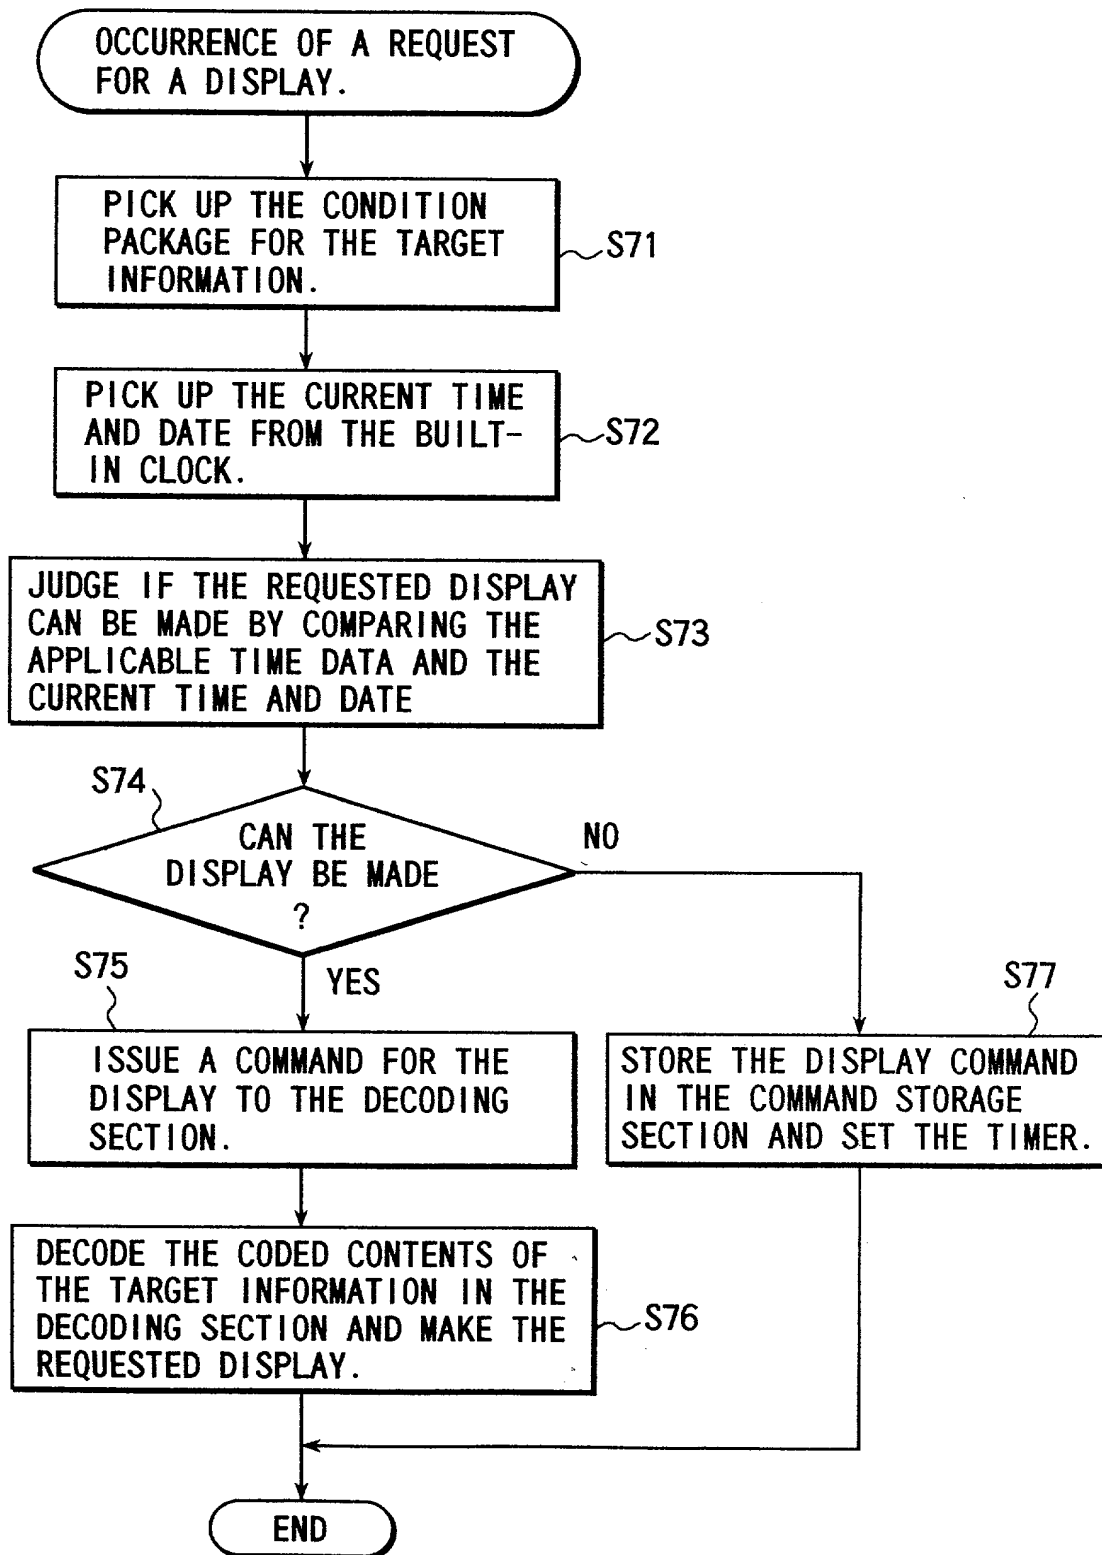 OCCURRENCE OF A REQUEST
FOR A DISPLAY.
PICK UP THE CONDITION
PACKAGE FOR THE TARGET
INFORMATION.
S71
PICK UP THE CURRENT TIME
AND DATE FROM THE BUILT-
IN CLOCK.
S72
JUDGE IF THE REQUESTED DISPLAY
CAN BE MADE BY COMPARING THE
APPLICABLE TIME DATA AND THE
CURRENT TIME AND DATE
S73
S74
CAN THE
DISPLAY BE MADE
?
NO
YES
S75
ISSUE A COMMAND FOR THE
DISPLAY TO THE DECODING
SECTION.
S77
STORE THE DISPLAY COMMAND
IN THE COMMAND STORAGE
SECTION AND SET THE TIMER.
DECODE THE CODED CONTENTS OF
THE TARGET INFORMATION IN THE
DECODING SECTION AND MAKE THE
REQUESTED DISPLAY.
S76
END